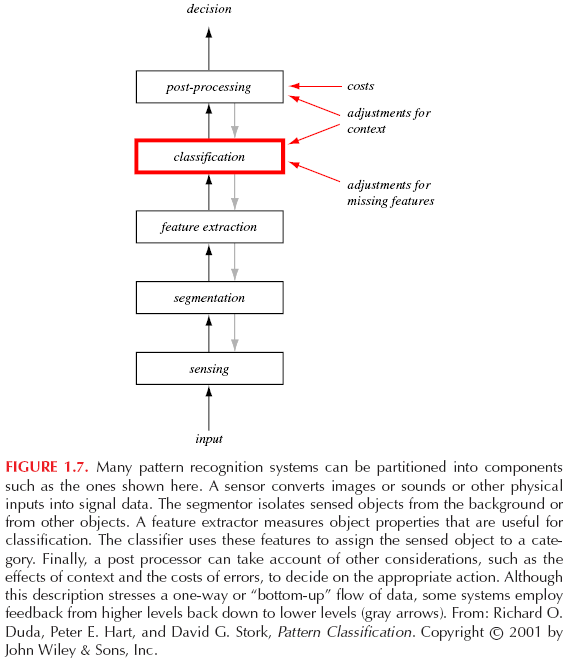 decision
post-processing
costs
adjustments for
context
classification
adjustments for
missing features
feature extraction
segmentation
sensing
input
FIGURE 1.7. Many pattern recognition systems can be partitioned into components
such as the ones shown here. A sensor converts images or sounds or other physical
inputs into signal data. The segmentor isolates sensed objects from the background or
from other objects. A feature extractor measures object properties that are useful for
classification. The classifier uses these features to assign the sensed object to a cate-
gory. Finally, a post processor can take account of other considerations, such as the
effects of context and the costs of errors, to decide on the appropriate action. Although
this description stresses a one-way or “bottom-up” flow of data, some systems employ
feedback from higher levels back down to lower levels (gray arrows). From: Richard O.
Duda, Peter E. Hart, and David G. Stork, Pattern Classification. Copyright © 2001 by
John Wiley & Sons, Inc.